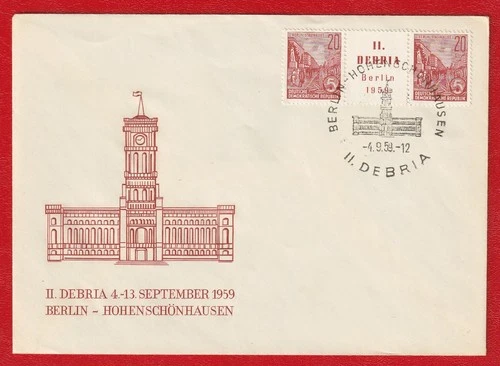 20
DEUTSCHE
DEMOKRATISCHE REPUBLIK
5
II.
DEBRIA
Berlin
1959
20
DEUTSCHE
DEMOKRATISCHE REPUBLIK
5
BERLIN-HOHENSCHÖNHAUSEN
-4.9.59.-12
II. DEBRIA
II. DEBRIA 4.-13. SEPTEMBER 1959
BERLIN - HOHENSCHÖNHAUSEN